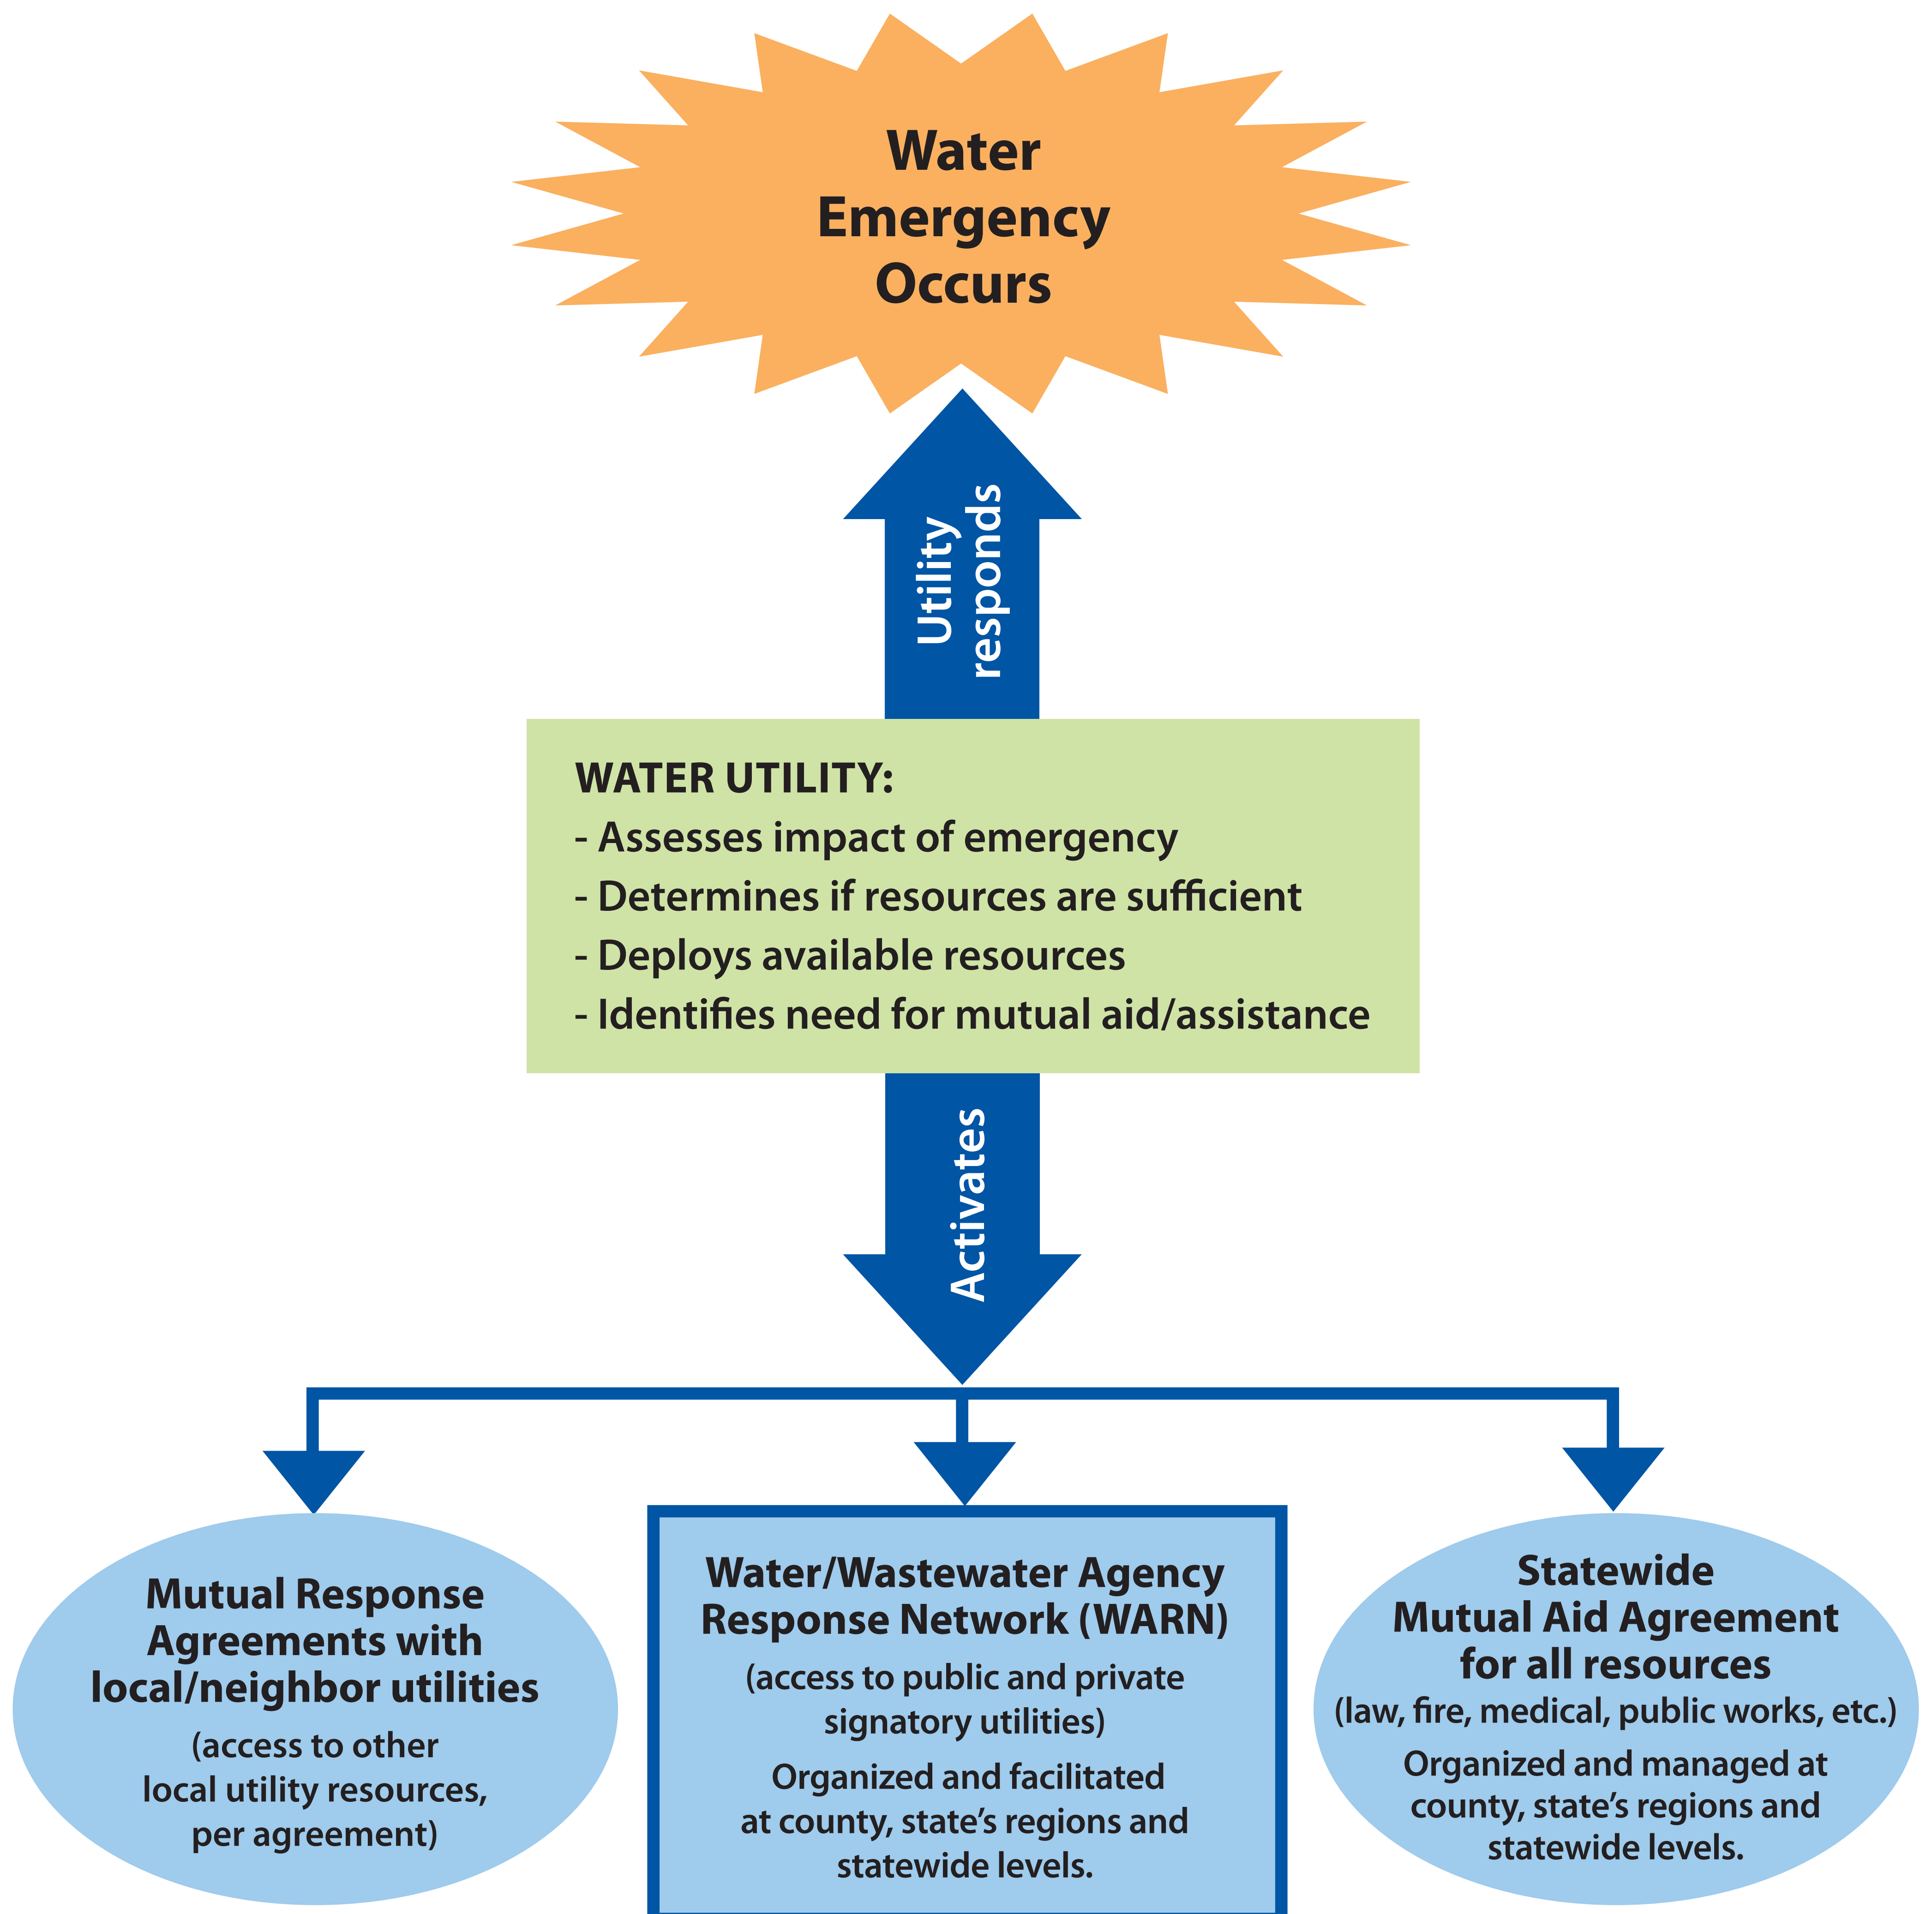 Water
Emergency
Occurs
Utility
responds
WATER UTILITY:
- Assesses impact of emergency
- Determines if resources are sufficient
- Deploys available resources
- Identifies need for mutual aid/assistance
Activates
Mutual Response
Agreements with
local/neighbor utilities
(access to other
local utility resources,
per agreement)
Water/Wastewater Agency
Response Network (WARN)
(access to public and private
signatory utilities)
Organized and facilitated
at county, state’s regions and
statewide levels.
Statewide
Mutual Aid Agreement
for all resources
(law, fire, medical, public works, etc.)
Organized and managed at
county, state’s regions and
statewide levels.